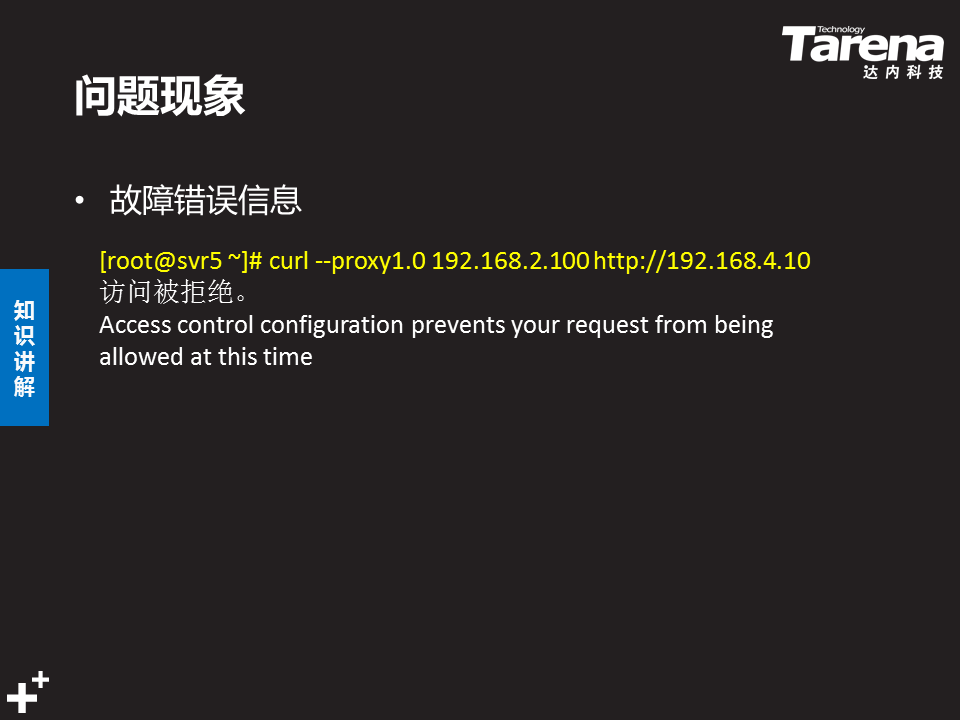 Technology
Tarena
达内科技
问题现象
• 故障错误信息
[root@svr5 ~]# curl --proxy1.0 192.168.2.100 http://192.168.4.10
访问被拒绝。
Access control configuration prevents your request from being
allowed at this time
知
识
讲
解